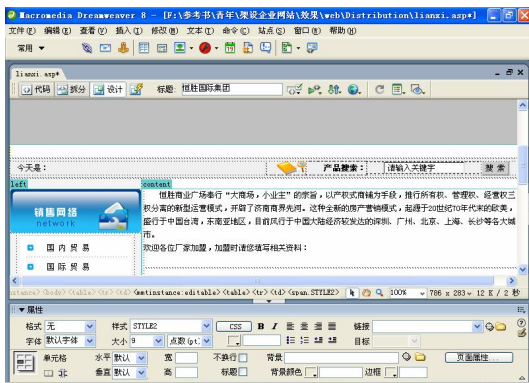 Macromedia Dreamweaver 8 - [F:\参考书\青年\架设企业网站\效果\web\Distribution\lianxi.asp*]
文件(F) 编辑(E) 查看(V) 插入(I) 修改(M) 文本(T) 命令(C) 站点(S) 窗口(W) 帮助(H)
常用
lianxi.asp*
代码 拆分 设计 标题: 恒胜国际集团
今天是: 产品搜索: 请输入关键字 搜索
left content
销售网络
network
国内贸易
国际贸易
恒胜商业广场奉行“大商场，小业主”的宗旨，以产权式商铺为手段，推行所有权、管理权、经营权三
权分离的新型运营模式，开辟了济南商界先河。这种全新的房产营销模式，起源于20世纪70年代末的欧美，
盛行于中国台湾，东南亚地区，目前风行于中国大陆经济较发达的深圳、广州、北京、上海、长沙等各大城
市。
欢迎各位厂家加盟，加盟时请您填写相关资料：
<body> <table> <tr> <td> <mmtinstance:editable> <table> <tr> <td> <span.STYLE2> 100% 786 x 283 12 K / 2 秒
属性
格式 无 样式 STYLE2 CSS B I 链接
字体 默认字体 大小 9 点数(pt) 目标
单元格 水平 默认 宽 不换行 背景 页面属性...
垂直 默认 高 标题 背景颜色 边框